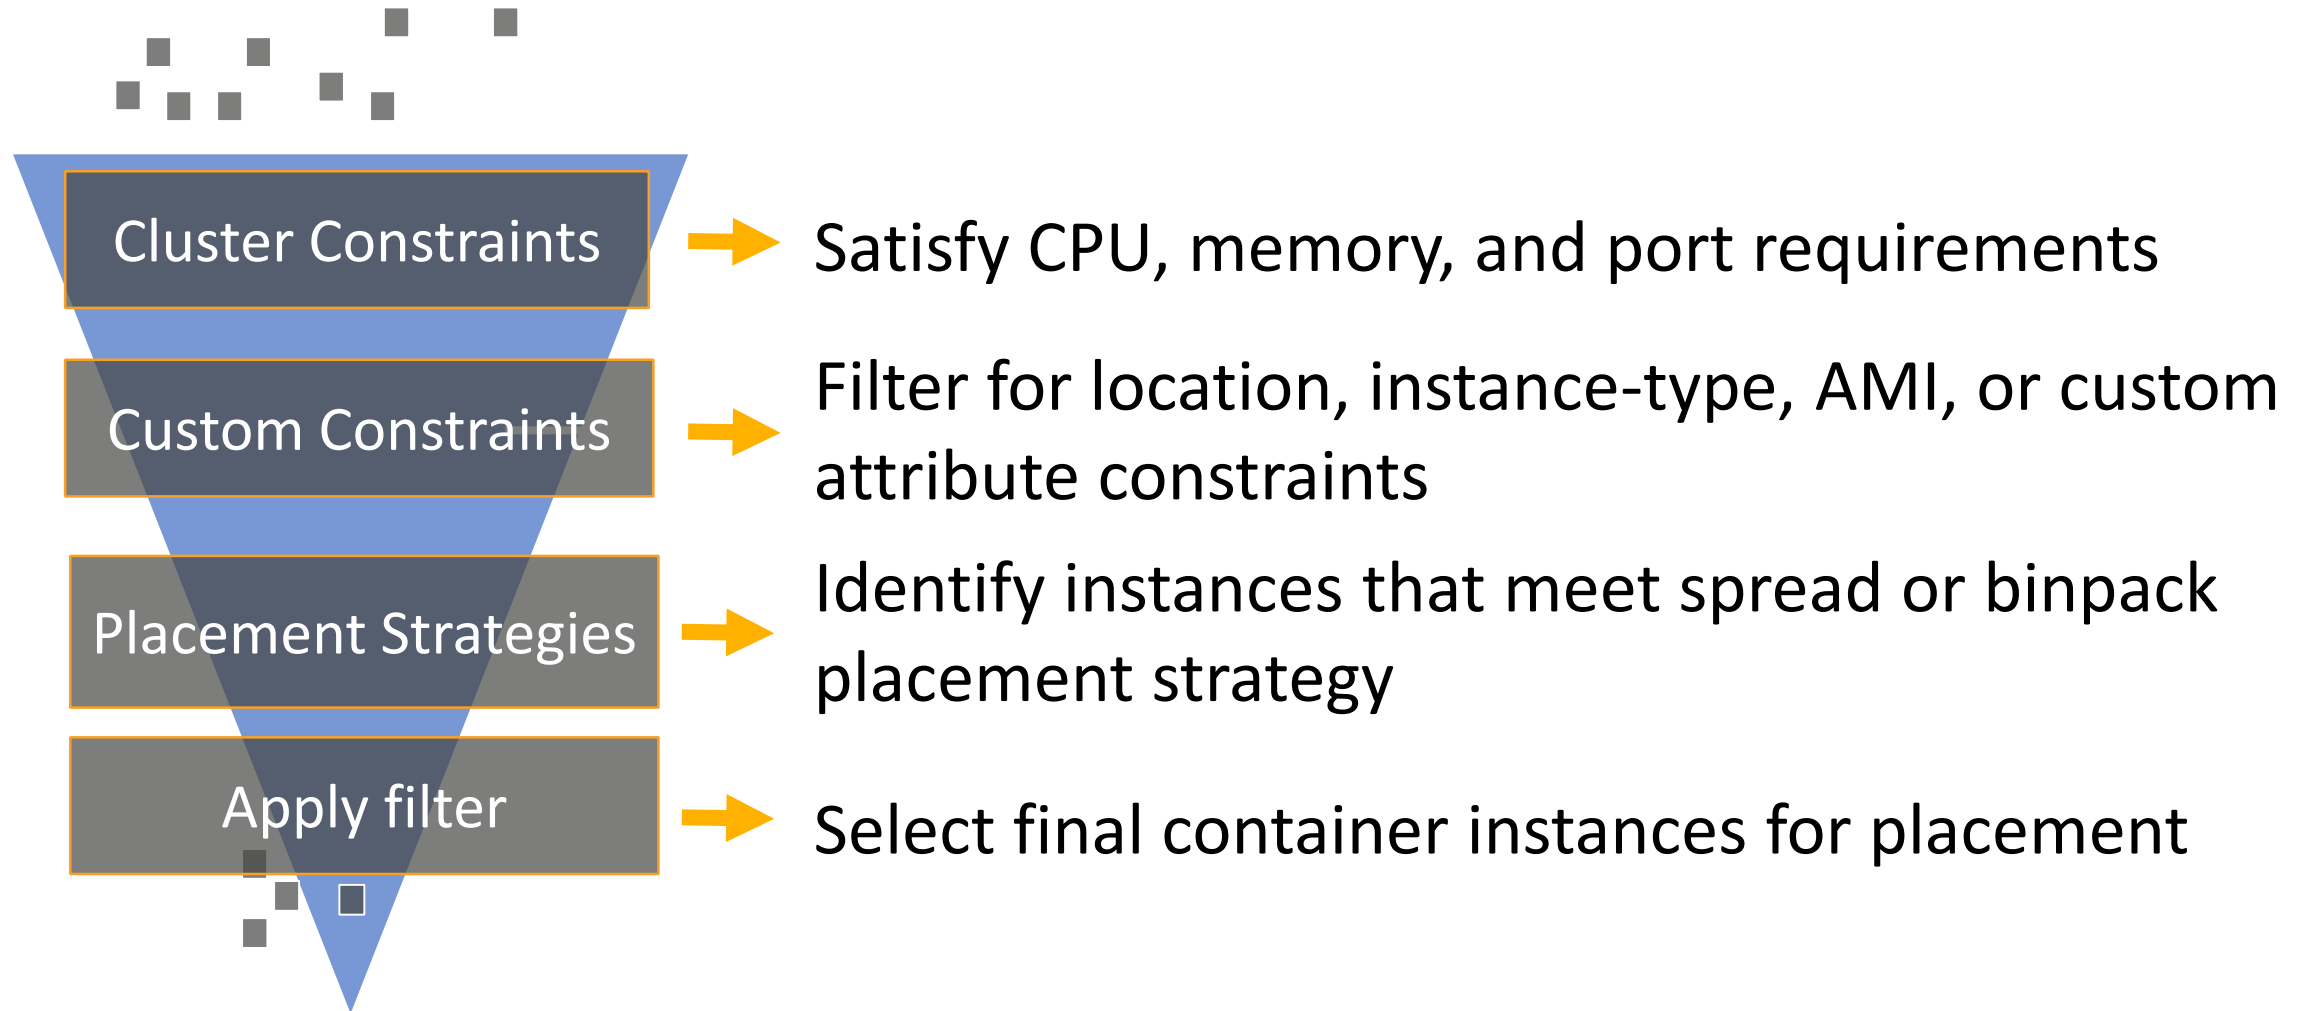 Cluster Constraints
Satisfy CPU, memory, and port requirements
Custom Constraints
Filter for location, instance-type, AMI, or custom
attribute constraints
Placement Strategies
Identify instances that meet spread or binpack
placement strategy
Apply filter
Select final container instances for placement